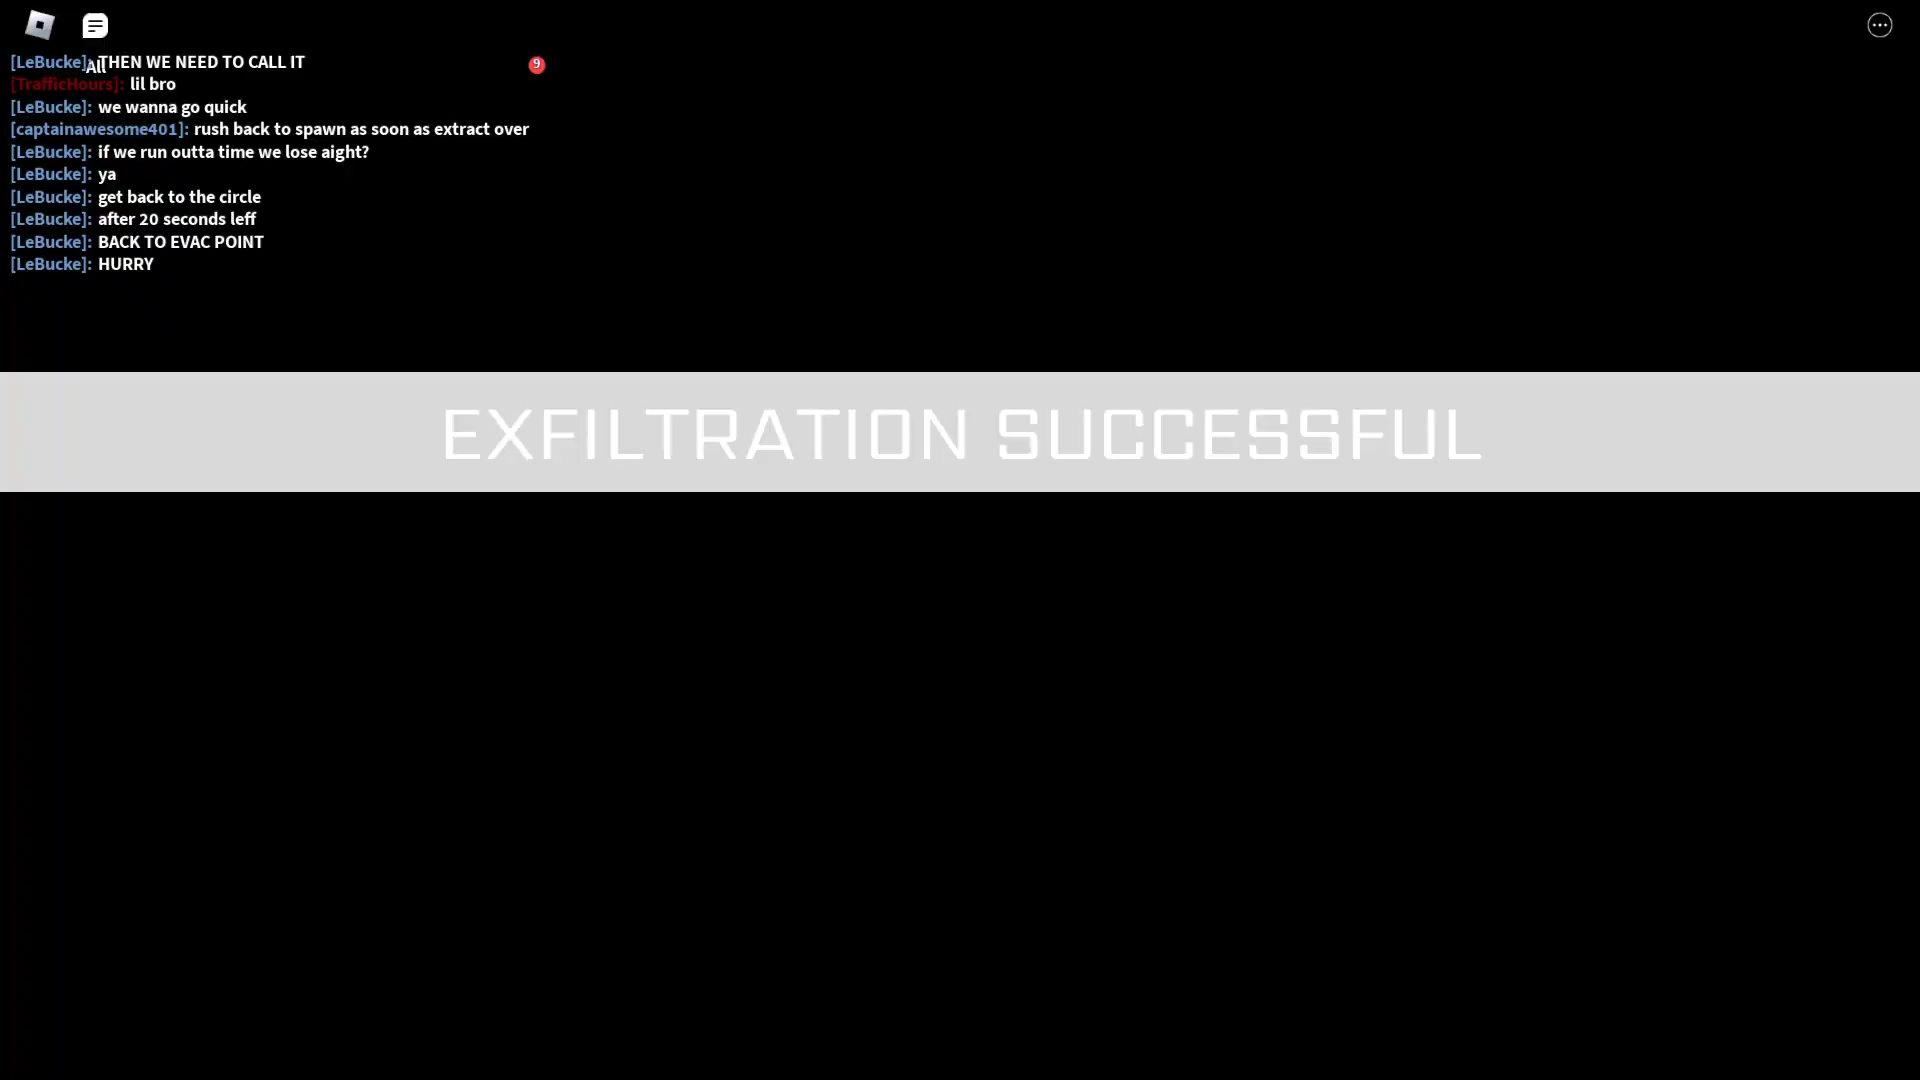 All
9
[LeBucke]: THEN WE NEED TO CALL IT
[TrafficHours]: lil bro
[LeBucke]: we wanna go quick
[captainawesome401]: rush back to spawn as soon as extract over
[LeBucke]: if we run outta time we lose aight?
[LeBucke]: ya
[LeBucke]: get back to the circle
[LeBucke]: after 20 seconds leff
[LeBucke]: BACK TO EVAC POINT
[LeBucke]: HURRY
EXFILTRATION SUCCESSFUL